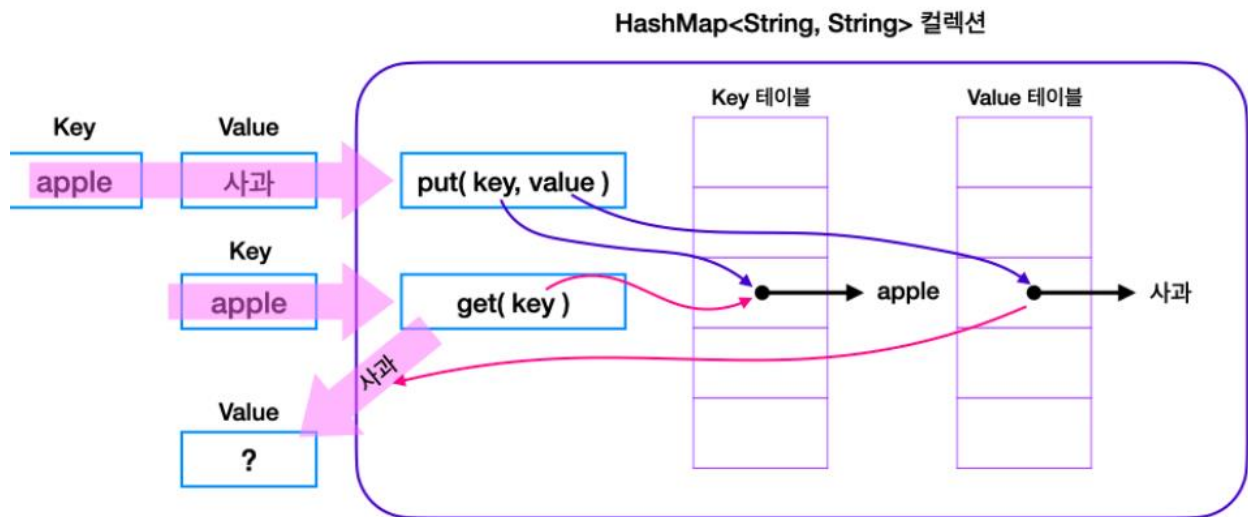 HashMap<String, String> 컬렉션
Key 테이블
Value 테이블
Key
Value
apple
사과
put( key, value )
Key
apple
get( key )
apple
사과
사과
Value
?